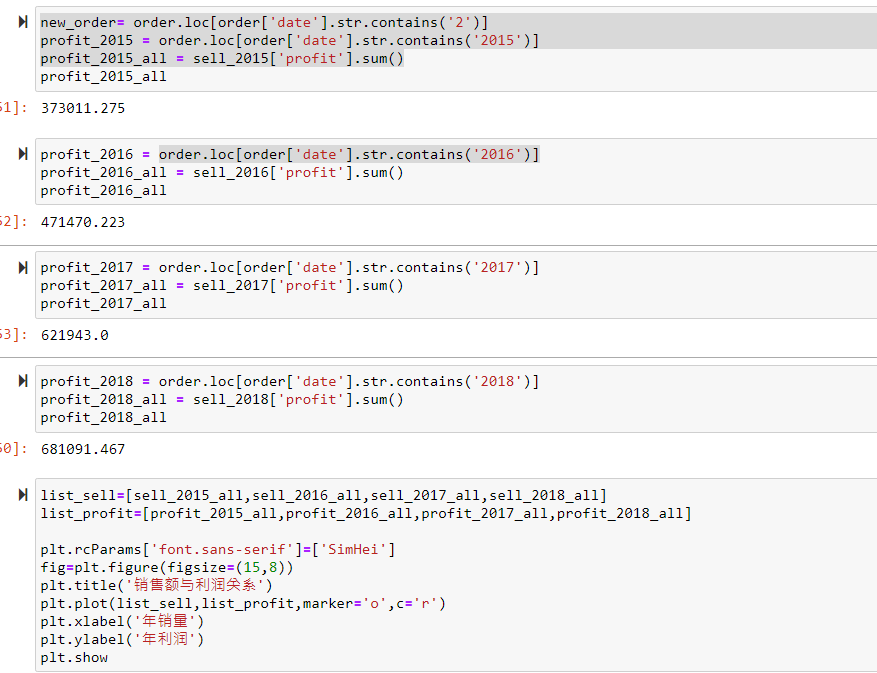 new_order= order.loc[order['date'].str.contains('2')]
profit_2015 = order.loc[order['date'].str.contains('2015')]
profit_2015_all = sell_2015['profit'].sum()
profit_2015_all
51]: 373011.275
profit_2016 = order.loc[order['date'].str.contains('2016')]
profit_2016_all = sell_2016['profit'].sum()
profit_2016_all
52]: 471470.223
profit_2017 = order.loc[order['date'].str.contains('2017')]
profit_2017_all = sell_2017['profit'].sum()
profit_2017_all
53]: 621943.0
profit_2018 = order.loc[order['date'].str.contains('2018')]
profit_2018_all = sell_2018['profit'].sum()
profit_2018_all
50]: 681091.467
list_sell=[sell_2015_all,sell_2016_all,sell_2017_all,sell_2018_all]
list_profit=[profit_2015_all,profit_2016_all,profit_2017_all,profit_2018_all]
plt.rcParams['font.sans-serif']=['SimHei']
fig=plt.figure(figsize=(15,8))
plt.title('销售额与利润关系')
plt.plot(list_sell,list_profit,marker='o',c='r')
plt.xlabel('年销量')
plt.ylabel('年利润')
plt.show